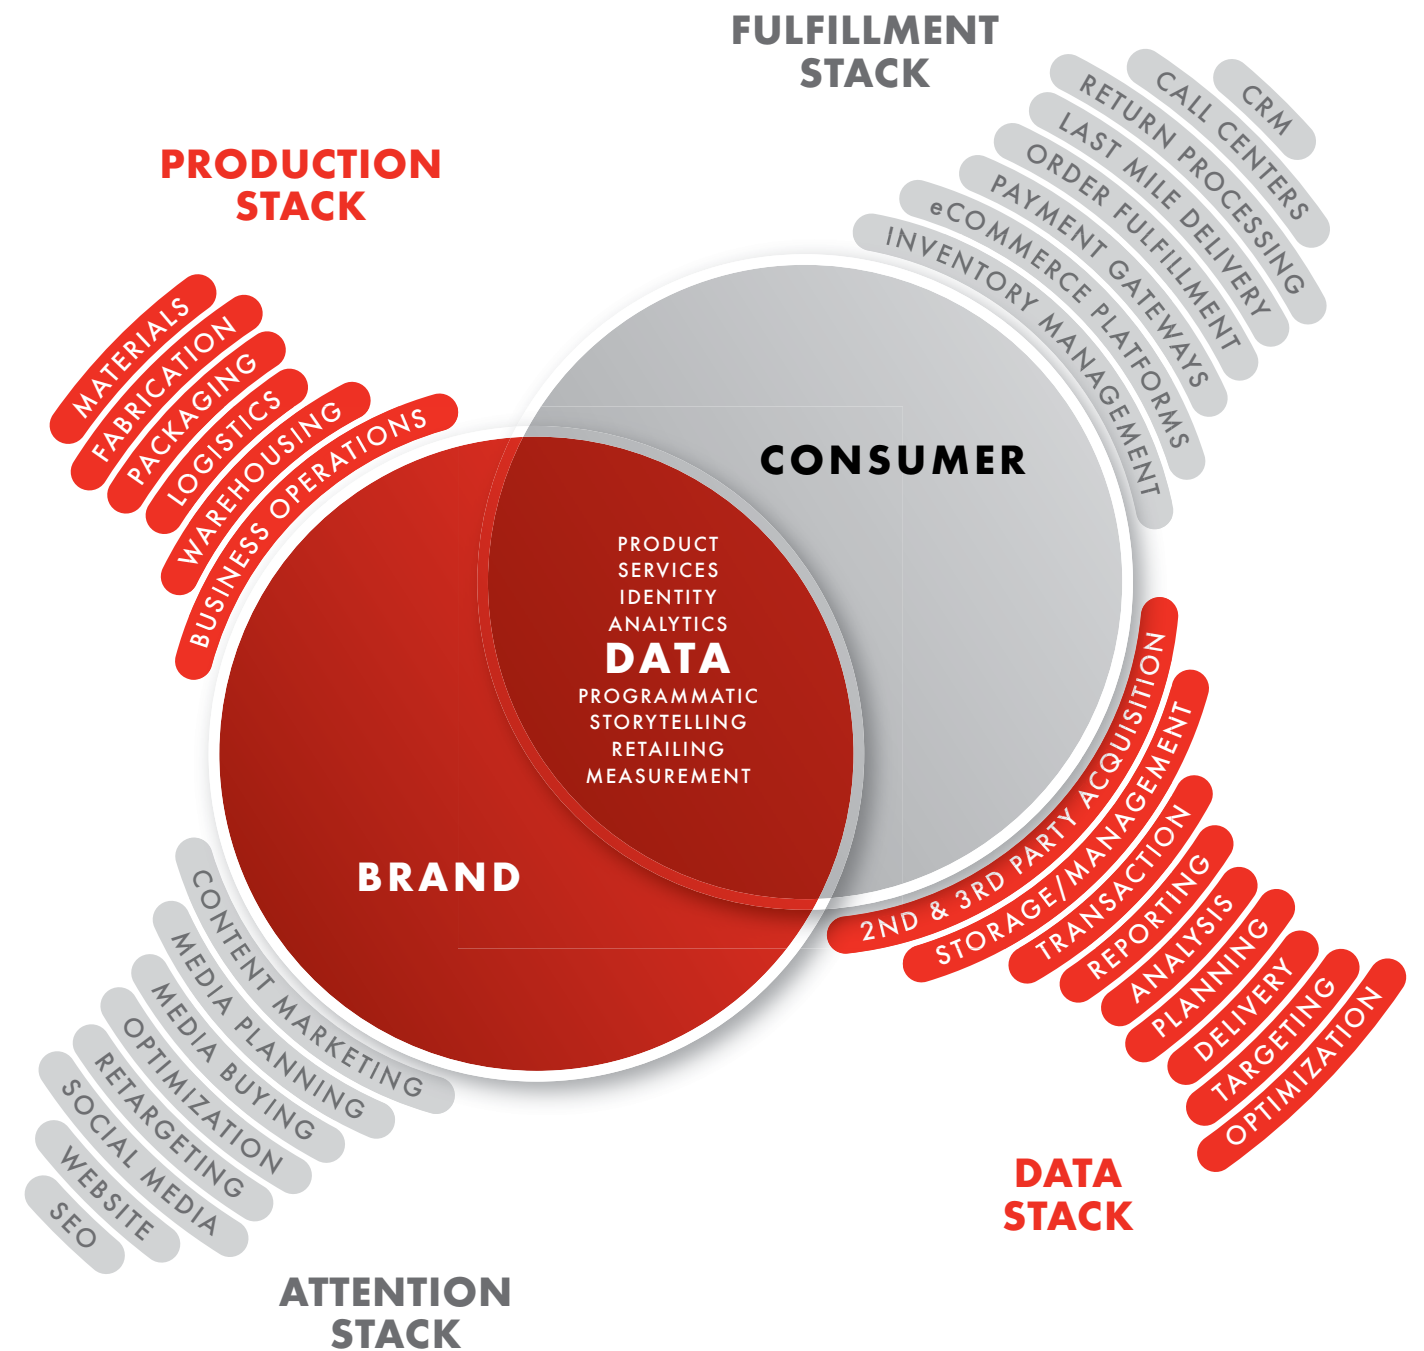 FULFILLMENT
STACK
CRM
CALL CENTERS
RETURN PROCESSING
LAST MILE DELIVERY
ORDER FULFILLMENT
PAYMENT GATEWAYS
eCOMMERCE PLATFORMS
INVENTORY MANAGEMENT
PRODUCTION
STACK
MATERIALS
FABRICATION
PACKAGING
LOGISTICS
WAREHOUSING
BUSINESS OPERATIONS
CONSUMER
PRODUCT
SERVICES
IDENTITY
ANALYTICS
DATA
PROGRAMMATIC
STORYTELLING
RETAILING
MEASUREMENT
BRAND
2ND & 3RD PARTY ACQUISITION
STORAGE/MANAGEMENT
TRANSACTION
REPORTING
ANALYSIS
PLANNING
DELIVERY
TARGETING
OPTIMIZATION
DATA
STACK
CONTENT MARKETING
MEDIA PLANNING
MEDIA BUYING
OPTIMIZATION
RETARGETING
SOCIAL MEDIA
WEBSITE
SEO
ATTENTION
STACK